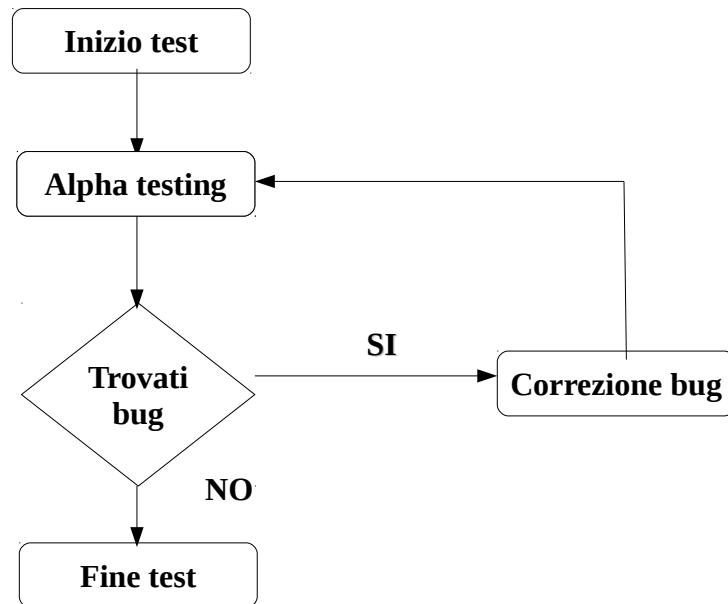 Inizio test
Alpha testing
Trovati
bug
SI
Correzione bug
NO
Fine test